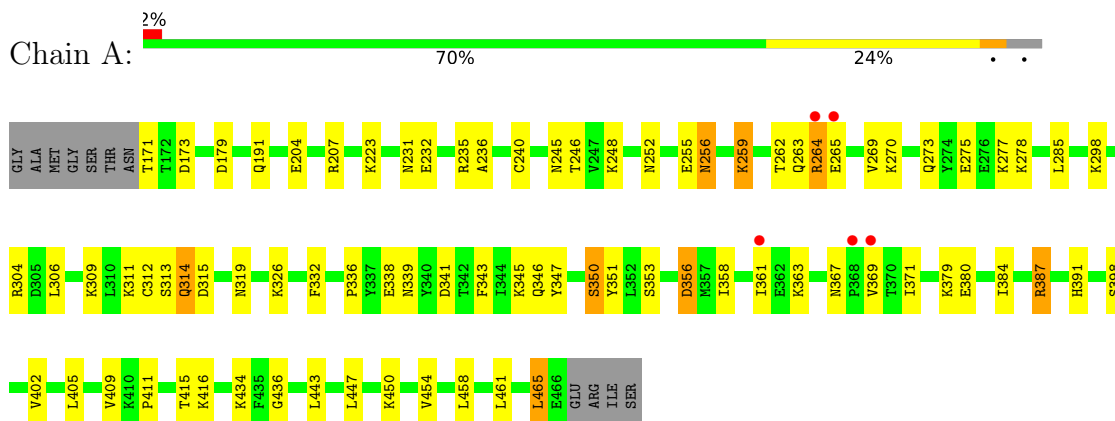 2%
Chain A:
70% 24% • •
GLY ALA MET GLY SER THR ASN T171 T172 D173 D179 Q191 E204 R207 K223 N231 E232 R235 A236 C240 N245 T246 V247 K248 N252 E255 N256 K259 T262 Q263 R264 E265 V269 K270 Q273 Y274 E275 E276 K277 K278 L285 K298
R304 D305 L306 K309 L310 K311 C312 S313 Q314 D315 N319 K326 F332 P336 Y337 E338 N339 Y340 D341 T342 F343 I344 K345 Q346 Y347 S350 Y351 L352 S353 D356 M357 I358 I361 E362 K363 N367 P368 V369 T370 I371 K379 E380 I384 R387 H391 S398
V402 L405 V409 K410 P411 T415 K416 K434 F435 G436 L443 L447 K450 V454 L458 L461 L465 E466 GLU ARG ILE SER